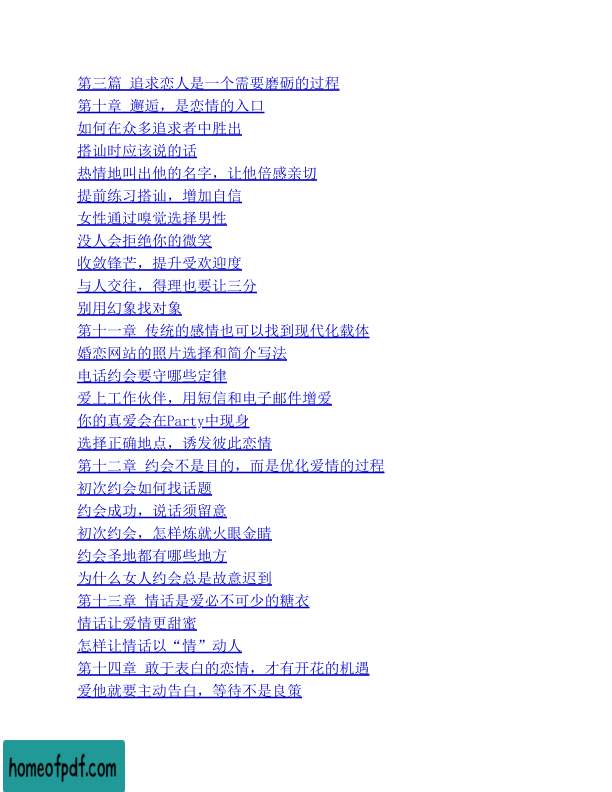 第三篇 追求恋人是一个需要磨砺的过程
第十章 邂逅，是恋情的入口
如何在众多追求者中胜出
搭讪时应该说的话
热情地叫出他的名字，让他倍感亲切
提前练习搭讪，增加自信
女性通过嗅觉选择男性
没人会拒绝你的微笑
收敛锋芒，提升受欢迎度
与人交往，得理也要让三分
别用幻象找对象
第十一章 传统的感情也可以找到现代化载体
婚恋网站的照片选择和简介写法
电话约会要守哪些定律
爱上工作伙伴，用短信和电子邮件增爱
你的真爱会在Party中现身
选择正确地点，诱发彼此恋情
第十二章 约会不是目的，而是优化爱情的过程
初次约会如何找话题
约会成功，说话须留意
初次约会，怎样炼就火眼金睛
约会圣地都有哪些地方
为什么女人约会总是故意迟到
第十三章 情话是爱必不可少的糖衣
情话让爱情更甜蜜
怎样让情话以“情”动人
第十四章 敢于表白的恋情，才有开花的机遇
爱他就要主动告白，等待不是良策
homeofpdf.com